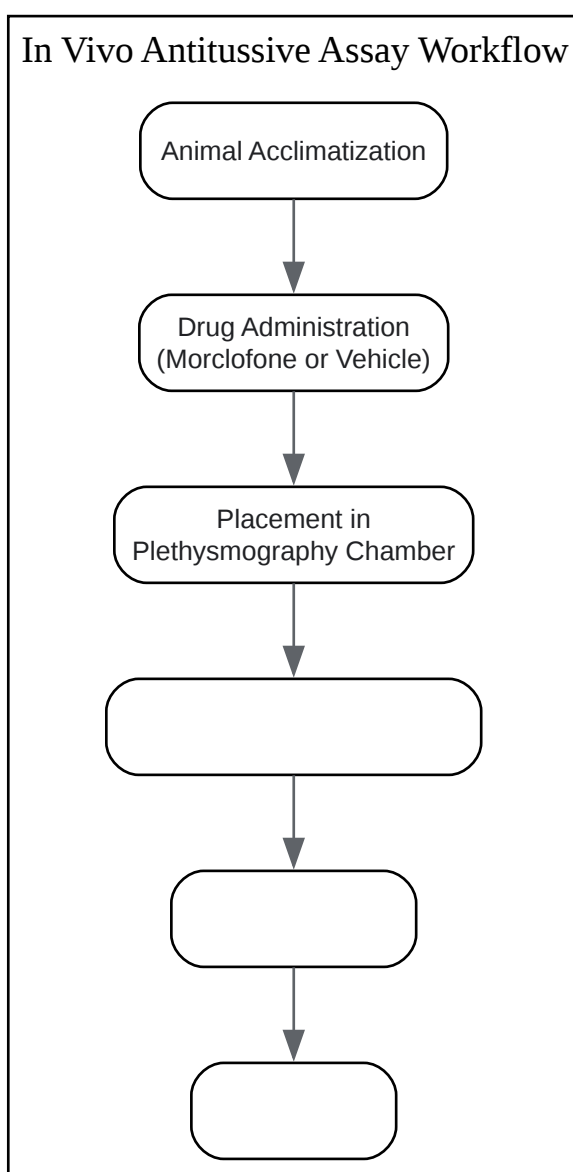 In Vivo Antitussive Assay Workflow
Animal Acclimatization
Drug Administration
(Morclofone or Vehicle)
Placement in
Plethysmography Chamber